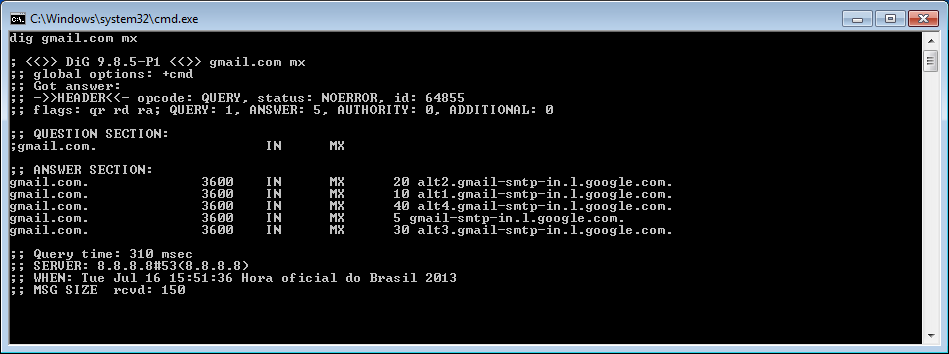 C:\Windows\system32\cmd.exe
dig gmail.com mx
; <<>> DiG 9.8.5-P1 <<>> gmail.com mx
;; global options: +cmd
;; Got answer:
;; ->>HEADER<<- opcode: QUERY, status: NOERROR, id: 64855
;; flags: qr rd ra; QUERY: 1, ANSWER: 5, AUTHORITY: 0, ADDITIONAL: 0
;; QUESTION SECTION:
;gmail.com. IN MX
;; ANSWER SECTION:
gmail.com. 3600 IN MX 20 alt2.gmail-smtp-in.l.google.com.
gmail.com. 3600 IN MX 10 alt1.gmail-smtp-in.l.google.com.
gmail.com. 3600 IN MX 40 alt4.gmail-smtp-in.l.google.com.
gmail.com. 3600 IN MX 5 gmail-smtp-in.l.google.com.
gmail.com. 3600 IN MX 30 alt3.gmail-smtp-in.l.google.com.
;; Query time: 310 msec
;; SERVER: 8.8.8.8#53(8.8.8.8)
;; WHEN: Tue Jul 16 15:51:36 Hora oficial do Brasil 2013
;; MSG SIZE rcvd: 150